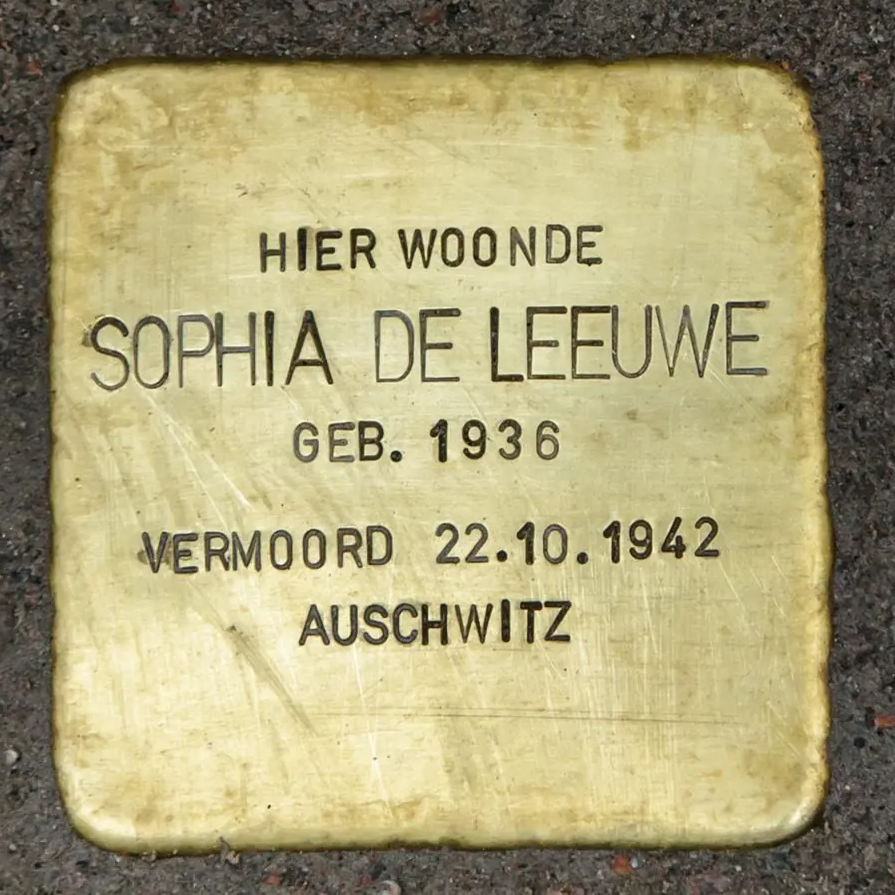 HIER WOONDE
SOPHIA DE LEEUWE
GEB. 1936
VERMOORD 22.10.1942
AUSCHWITZ